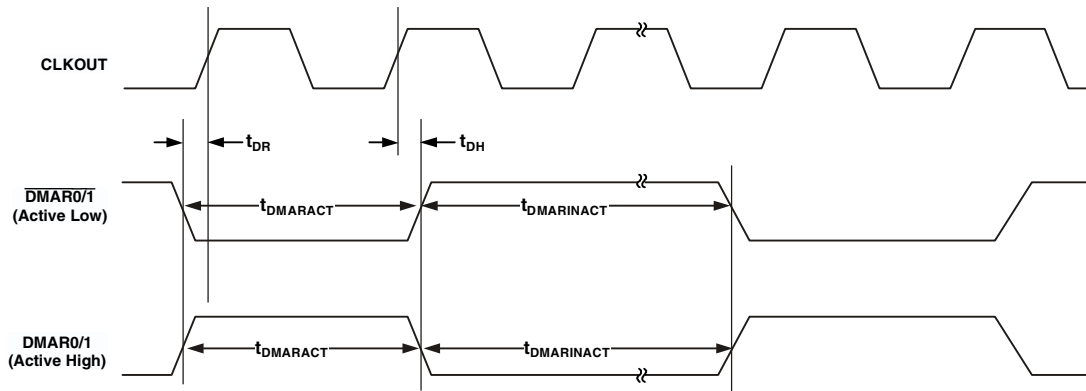 CLKOUT
tDR
tDH
DMAR0/1
(Active Low)
tDMARACT
tDMARINACT
DMAR0/1
(Active High)
tDMARACT
tDMARINACT